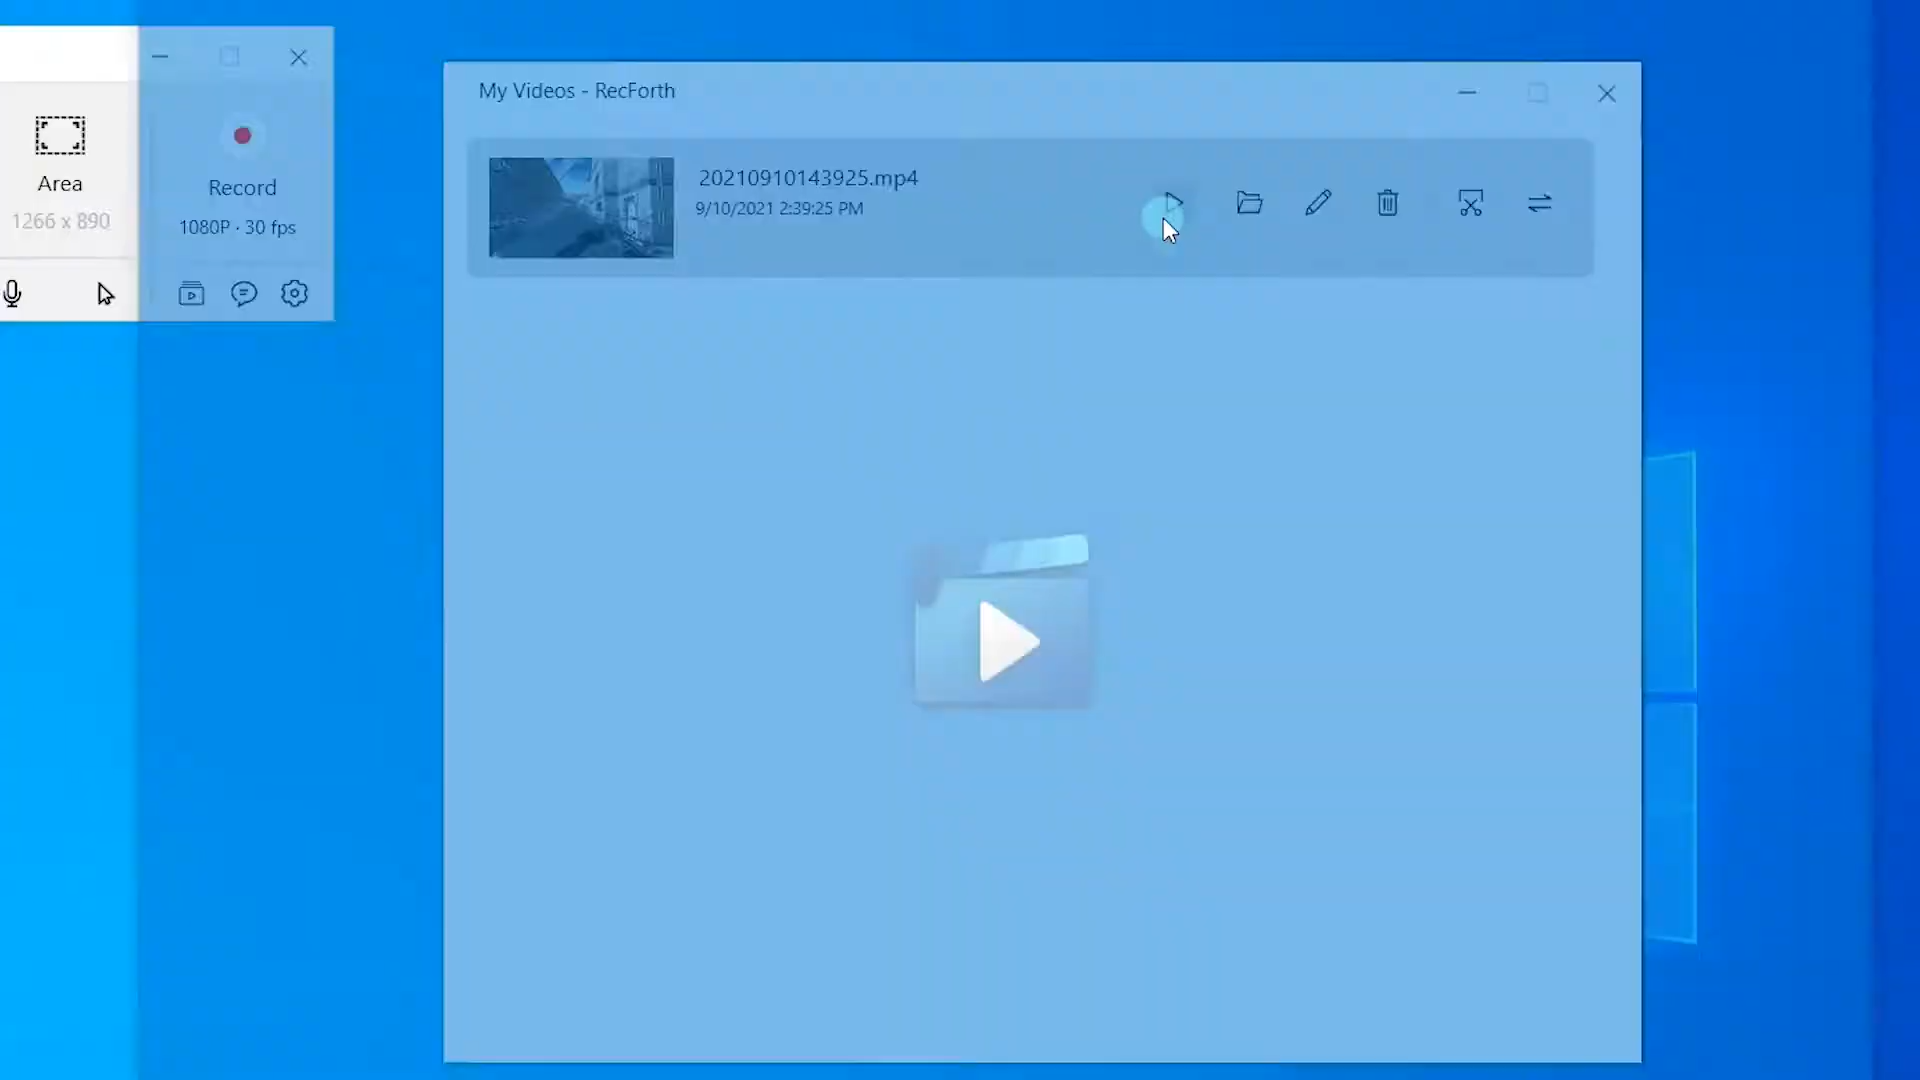 Area
1266 x 890
Record
1080P · 30 fps
My Videos - RecForth
20210910143925.mp4
9/10/2021 2:39:25 PM